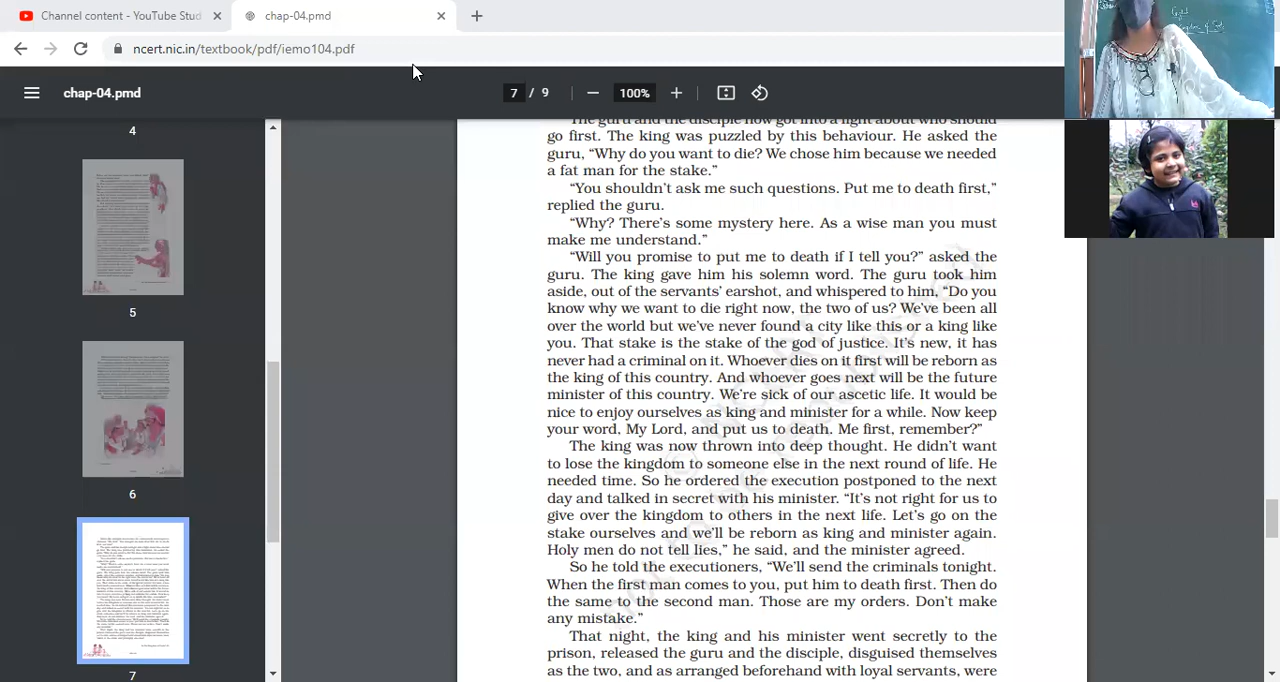 Channel content - YouTube Stud
chap-04.pmd
ncert.nic.in/textbook/pdf/iemo104.pdf
chap-04.pmd
7 / 9
100%
4
5
6
7
The guru and the disciple now got into a fight about who should
go first. The king was puzzled by this behaviour. He asked the
guru, “Why do you want to die? We chose him because we needed
a fat man for the stake.”
“You shouldn’t ask me such questions. Put me to death first,”
replied the guru.
“Why? There’s some mystery here. As a wise man you must
make me understand.”
“Will you promise to put me to death if I tell you?” asked the
guru. The king gave him his solemn word. The guru took him
aside, out of the servants’ earshot, and whispered to him, “Do you
know why we want to die right now, the two of us? We’ve been all
over the world but we’ve never found a city like this or a king like
you. That stake is the stake of the god of justice. It’s new, it has
never had a criminal on it. Whoever dies on it first will be reborn as
the king of this country. And whoever goes next will be the future
minister of this country. We’re sick of our ascetic life. It would be
nice to enjoy ourselves as king and minister for a while. Now keep
your word, My Lord, and put us to death. Me first, remember?”
The king was now thrown into deep thought. He didn’t want
to lose the kingdom to someone else in the next round of life. He
needed time. So he ordered the execution postponed to the next
day and talked in secret with his minister. “It’s not right for us to
give over the kingdom to others in the next life. Let’s go on the
stake ourselves and we’ll be reborn as king and minister again.
Holy men do not tell lies,” he said, and the minister agreed.
So he told the executioners, “We’ll send the criminals tonight.
When the first man comes to you, put him to death first. Then do
the same to the second man. Those are my orders. Don’t make
any mistake.”
That night, the king and his minister went secretly to the
prison, released the guru and the disciple, disguised themselves
as the two, and as arranged beforehand with loyal servants, were